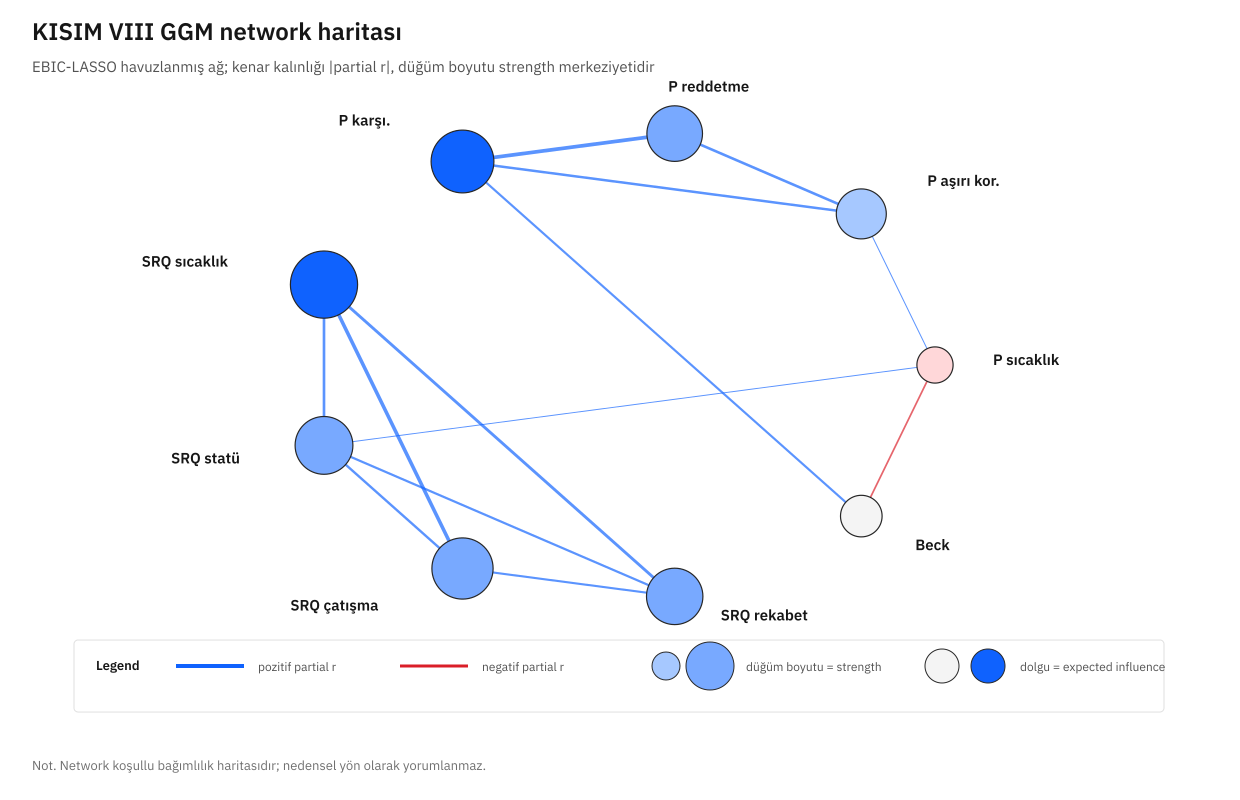 KISIM VIII GGM network haritası
EBIC-LASSO havuzlanmış ağ; kenar kalınlığı |partial r|, düğüm boyutu strength merkeziyetidir
P reddetme
P karşı.
P aşırı kor.
SRQ sıcaklık
P sıcaklık
SRQ statü
Beck
SRQ çatışma
SRQ rekabet
Legend
pozitif partial r
negatif partial r
düğüm boyutu = strength
dolgu = expected influence
Not. Network koşullu bağımlılık haritasıdır; nedensel yön olarak yorumlanmaz.